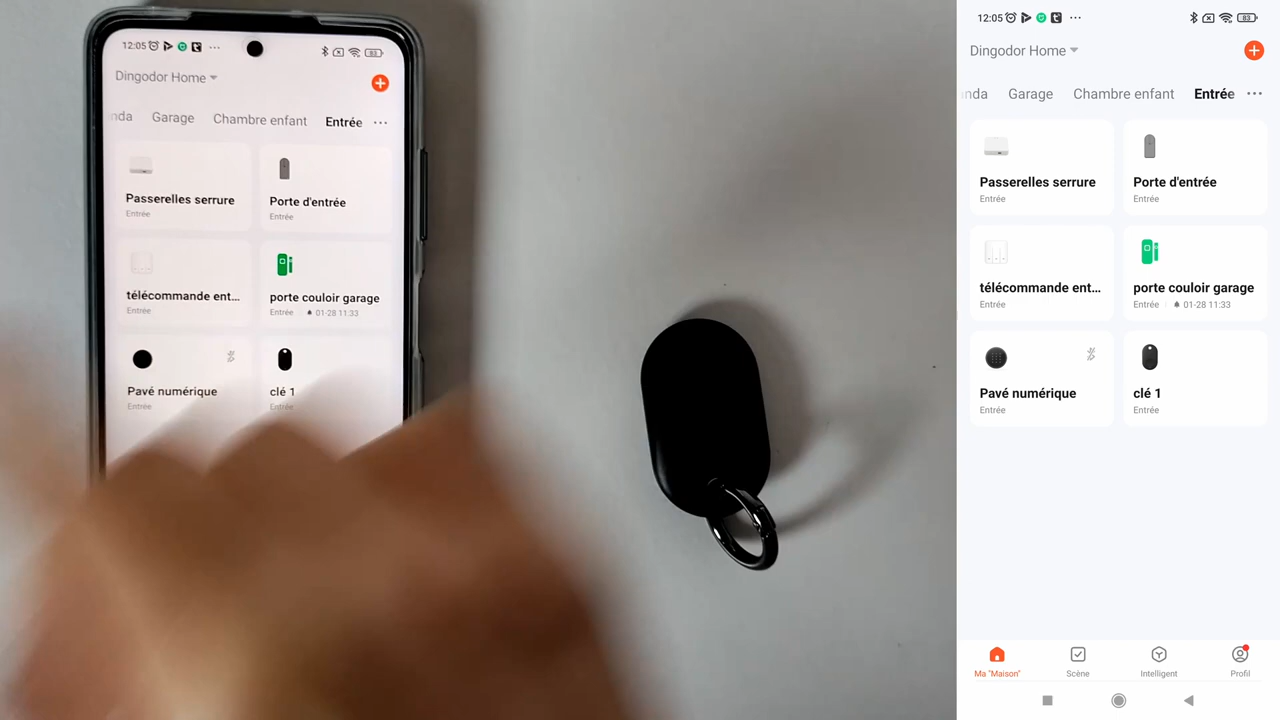 12:05
Dingodor Home
nda Garage Chambre enfant Entrée
Passerelles serrure
Entrée
Porte d'entrée
Entrée
télécommande ent...
Entrée
porte couloir garage
Entrée 01-28 11:33
Pavé numérique
Entrée
clé 1
Entrée
12:05
83
Dingodor Home
nda Garage Chambre enfant Entrée
Passerelles serrure
Entrée
Porte d'entrée
Entrée
télécommande ent...
Entrée
porte couloir garage
Entrée 01-28 11:33
Pavé numérique
Entrée
clé 1
Entrée
Ma "Maison"
Scène
Intelligent
Profil